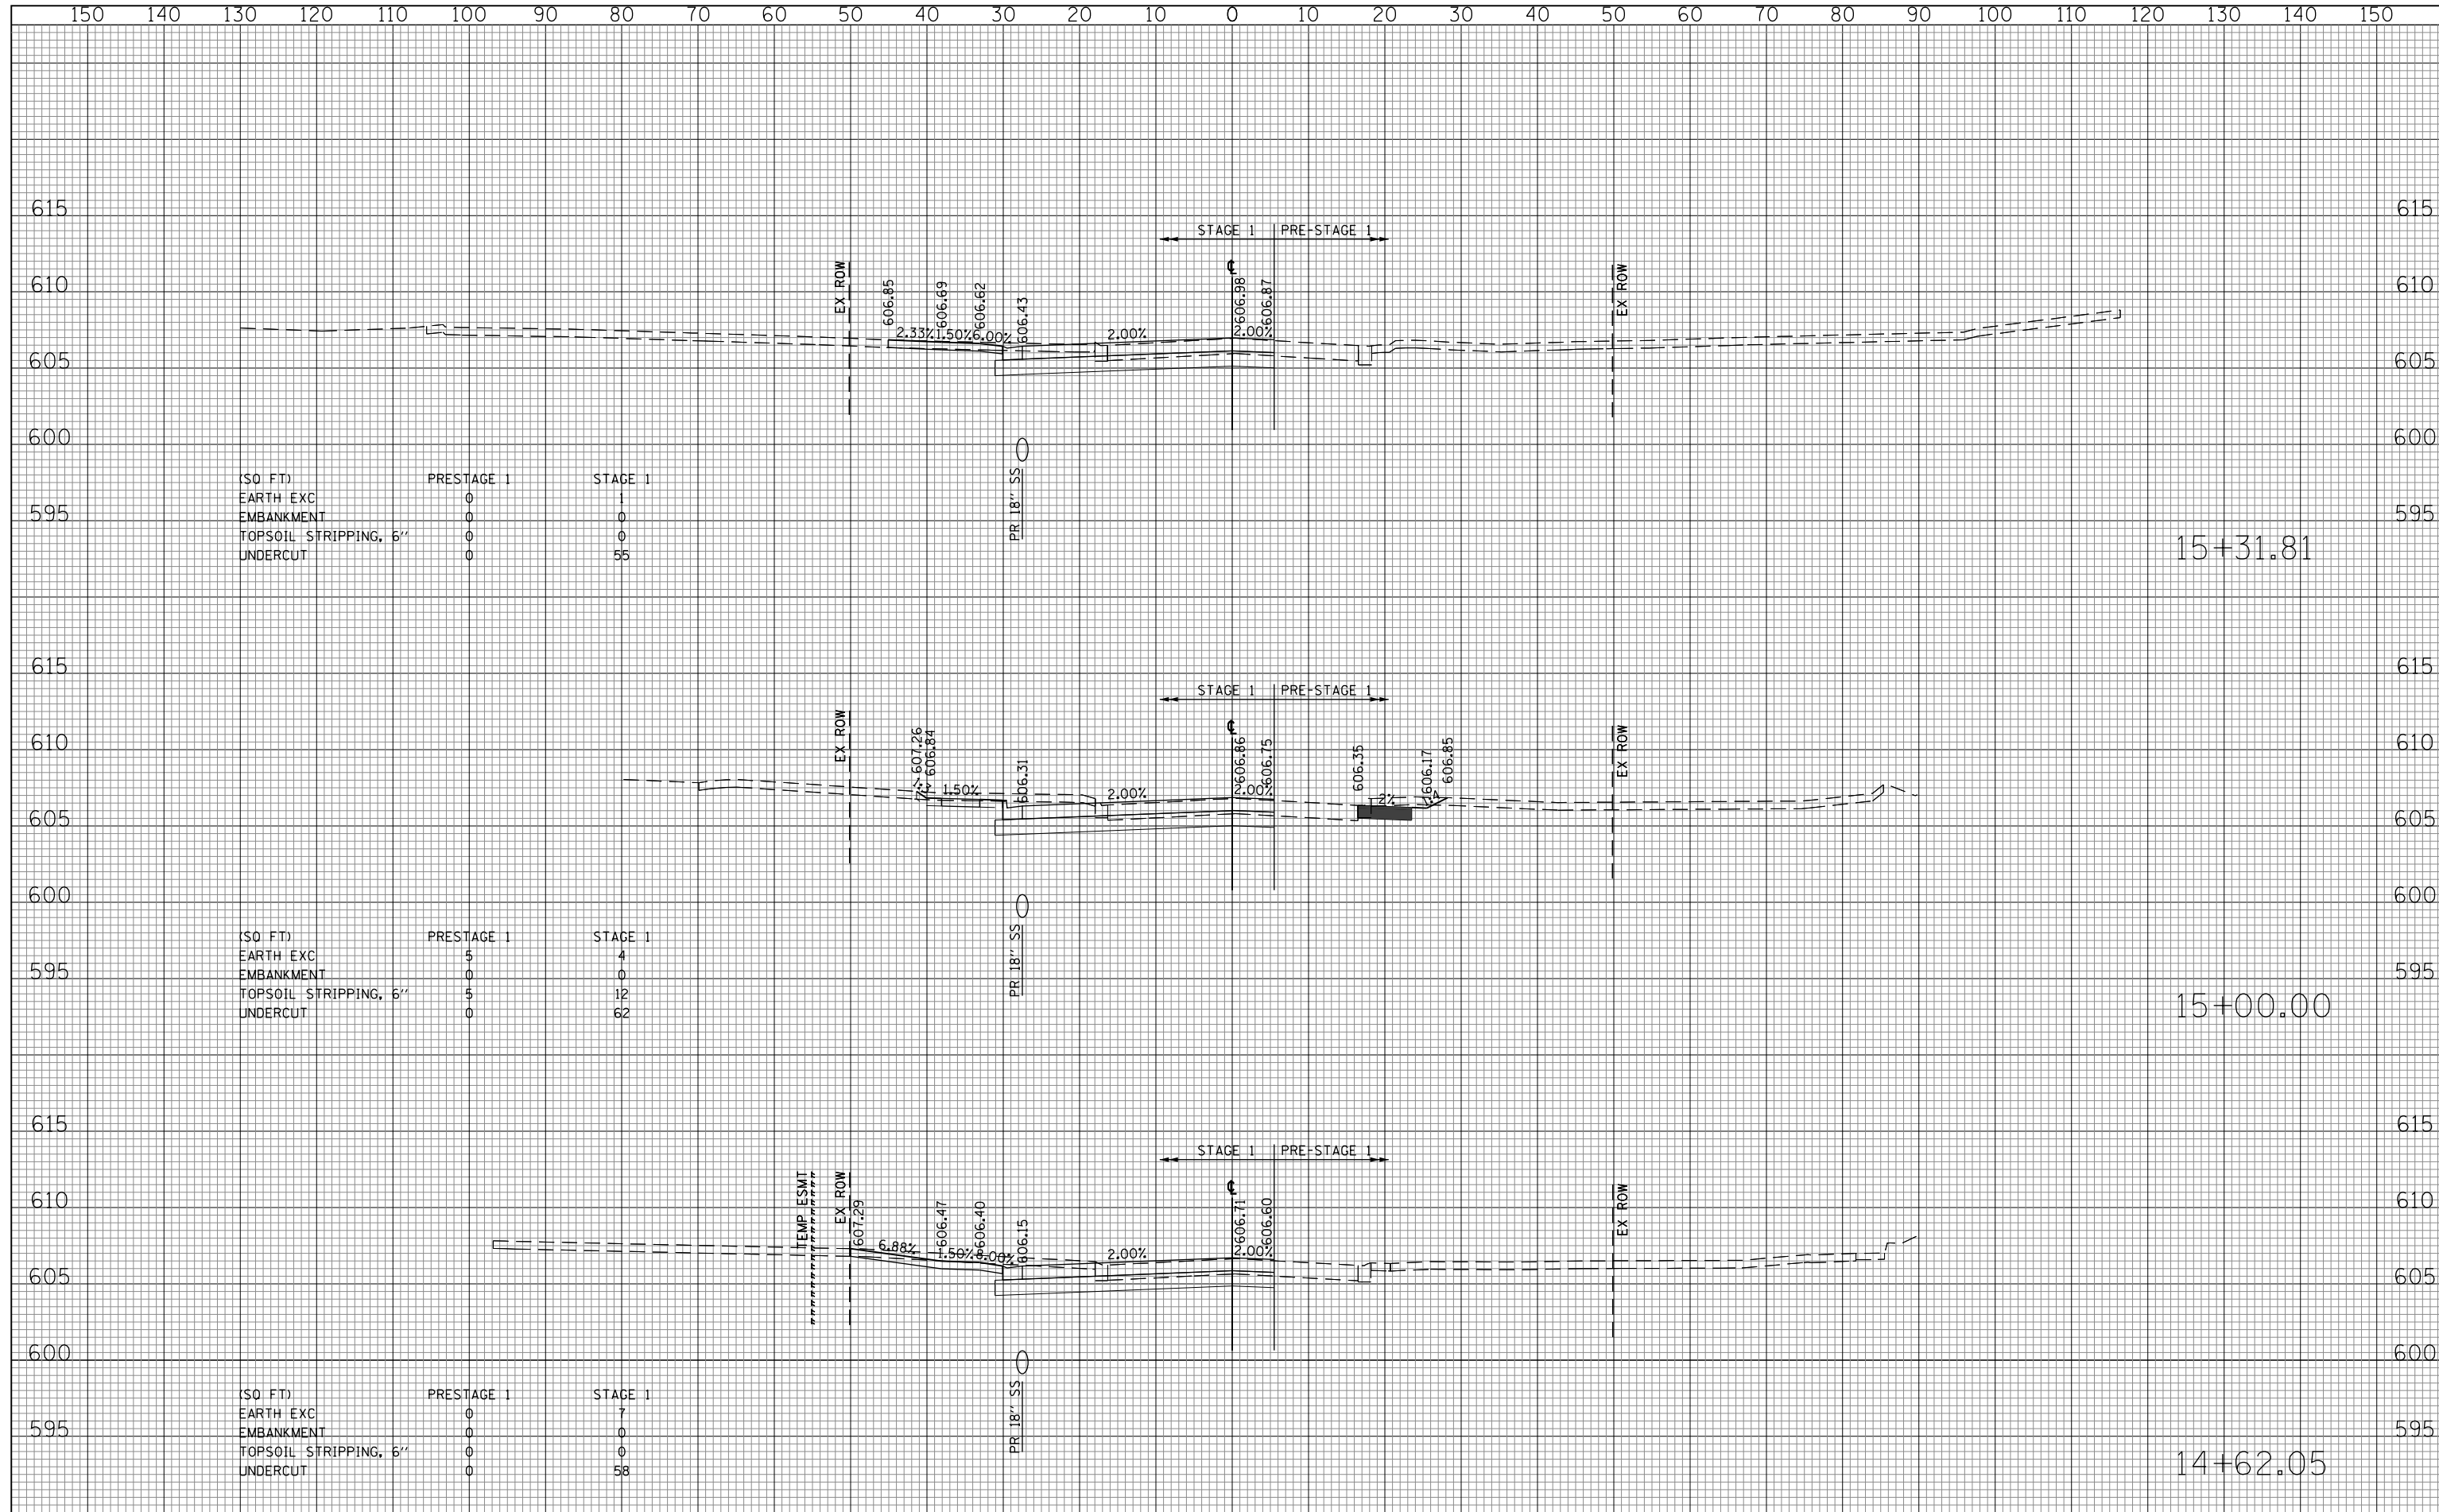 150 140 130 120 110 100 90 80 70 60 50 40 30 20 10 0 10 20 30 40 50 60 70 80 90 100 110 120 130 140 150
615 615
STAGE 1 PRE-STAGE 1
610 EX ROW 606.85 606.69 606.62 606.43 ℄ 606.98 606.87 EX ROW 610
2.33% 1.50% 6.00% 2.00% 2.00%
605 605
600 600
PR 18" SS
(SQ FT) PRESTAGE 1 STAGE 1
EARTH EXC 0 1
EMBANKMENT 0 0
595 595
TOPSOIL STRIPPING, 6" 0 0
UNDERCUT 0 55
15+31.81
615 615
STAGE 1 PRE-STAGE 1
610 EX ROW 607.26 606.84 606.31 ℄ 606.86 606.75 606.35 606.17 606.85 EX ROW 610
1.50% 2.00% 2.00% 2% 1:4
605 605
600 600
PR 18" SS
(SQ FT) PRESTAGE 1 STAGE 1
EARTH EXC 5 4
EMBANKMENT 0 0
595 595
TOPSOIL STRIPPING, 6" 5 12
UNDERCUT 0 62
15+00.00
615 615
STAGE 1 PRE-STAGE 1
610 TEMP ESMT EX ROW 607.29 606.47 606.40 606.15 ℄ 606.71 606.60 EX ROW 610
6.88% 1.50% 6.00% 2.00% 2.00%
605 605
600 600
PR 18" SS
(SQ FT) PRESTAGE 1 STAGE 1
EARTH EXC 0 7
EMBANKMENT 0 0
595 595
TOPSOIL STRIPPING, 6" 0 0
UNDERCUT 0 58
14+62.05